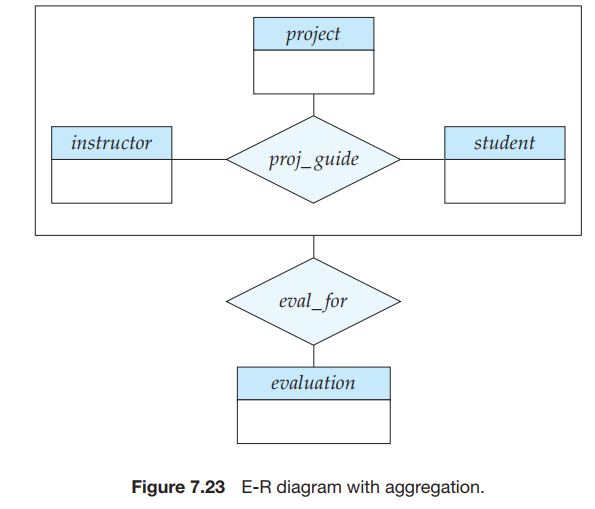 project
instructor
proj_guide
student
eval_for
evaluation
Figure 7.23 E-R diagram with aggregation.